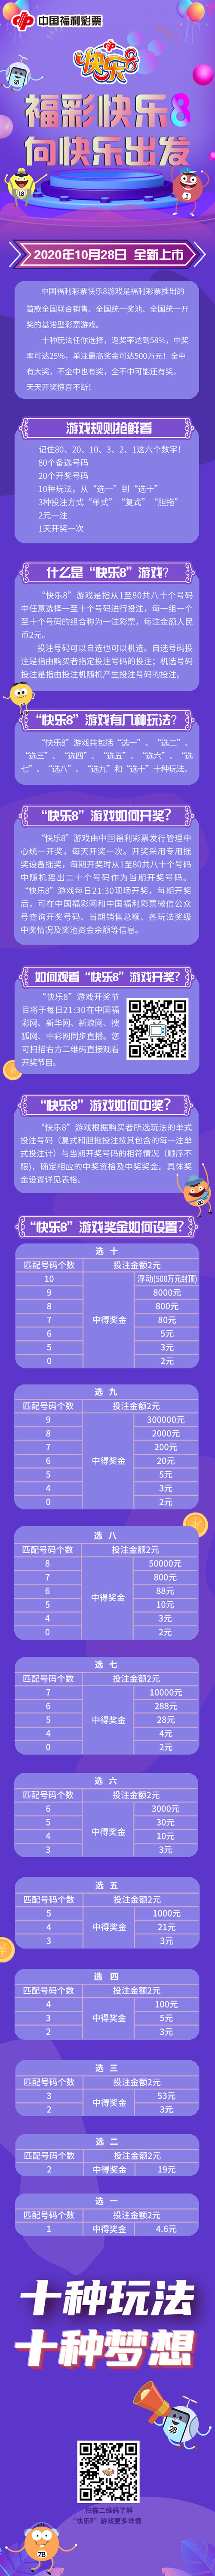 中国福利彩票
快乐8
福彩快乐8
向快乐出发
18
28
2020年10月28日 全新上市
中国福利彩票快乐8游戏是福利彩票推出的
首款全国联合销售、全国统一奖池、全国统一开
奖的基诺型彩票游戏。
十种玩法任你选择，返奖率达到58%，中奖
率可达25%，单注最高奖金可达500万元！全中
有大奖，不全中也有奖，全不中可能还有奖。
天天开奖惊喜不断！
游戏规则抢鲜看
记住80、20、10、3、2、1这六个数字！
80个备选号码
20个开奖号码
10种玩法，从“选一”到“选十”
3种投注方式“单式”“复式”“胆拖”
2元一注
1天开奖一次
什么是“快乐8”游戏？
“快乐8”游戏是指从1至80共八十个号码
中任意选择一至十个号码进行投注，每一组一个
至十个号码的组合称为一注彩票，每注金额人民
币2元。
投注号码可以自选也可以机选。自选号码投
注是指由购买者指定投注号码的投注；机选号码
投注是指由投注机随机产生投注号码的投注。
“快乐8”游戏有几种玩法？
“快乐8”游戏共包括“选一”、“选二”、
“选三”、“选四”、“选五”、“选六”、“选
七”、“选八”、“选九”和“选十”十种玩法。
“快乐8”游戏如何开奖？
“快乐8”游戏由中国福利彩票发行管理中
心统一开奖，每天开奖一次。开奖采用专用摇
奖设备摇奖，每期开奖时从1至80共八十个号码
中随机摇出二十个号码作为当期开奖号码。
“快乐8”游戏每日21:30现场开奖，每期开奖
后，可在中国福彩网和中国福利彩票微信公众
号查询开奖号码、当期销售总额、各玩法奖级
中奖情况及奖池资金余额等信息。
如何观看“快乐8”游戏开奖？
“快乐8”游戏开奖节
目将于每日21:30在中国福
彩网、新华网、新浪网、搜
狐网、中彩网同步直播。您
可扫描右方二维码直接观看
开奖节目。
“快乐8”游戏如何中奖？
“快乐8”游戏根据购买者所选玩法的单式
投注号码（复式和胆拖投注按其包含的每一注单
式投注计）与当期开奖号码的相符情况（顺序不
限)，确定相应的中奖资格及中奖奖金。具体奖
金设置详见表格。
“快乐8”游戏奖金如何设置？
选 十
匹配号码个数 投注金额2元
10 浮动(500万元封顶)
9 8000元
8 800元
7 中得奖金 80元
6 5元
5 3元
0 2元
选 九
匹配号码个数 投注金额2元
9 300000元
8 2000元
7 200元
6 中得奖金 20元
5 5元
4 3元
0 2元
选 八
匹配号码个数 投注金额2元
8 50000元
7 800元
6 88元
5 中得奖金 10元
4 3元
0 2元
选 七
匹配号码个数 投注金额2元
7 10000元
6 288元
5 中得奖金 28元
4 4元
0 2元
选 六
匹配号码个数 投注金额2元
6 3000元
5 30元
4 中得奖金 10元
3 3元
选 五
匹配号码个数 投注金额2元
5 1000元
4 中得奖金 21元
3 3元
选 四
匹配号码个数 投注金额2元
4 100元
3 中得奖金 5元
2 3元
选 三
匹配号码个数 投注金额2元
3 53元
中得奖金
2 3元
选 二
匹配号码个数 投注金额2元
2 中得奖金 19元
选 一
匹配号码个数 投注金额2元
1 中得奖金 4.6元
十种玩法
十种梦想
28
扫描二维码了解
“快乐8”游戏更多详情
78